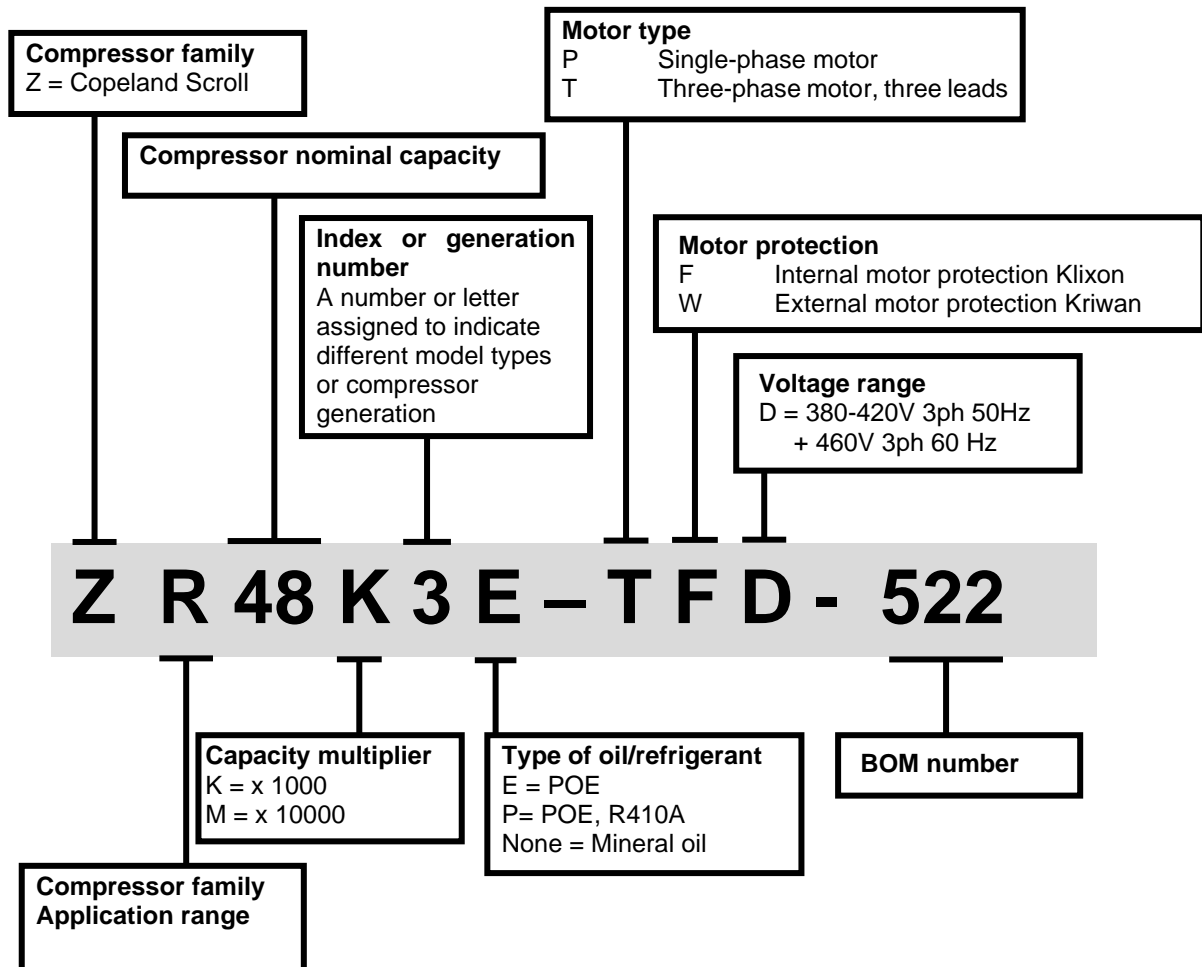 Compressor family
Z = Copeland Scroll
Motor type
P Single-phase motor
T Three-phase motor, three leads
Compressor nominal capacity
Index or generation
number
A number or letter
assigned to indicate
different model types
or compressor
generation
Motor protection
F Internal motor protection Klixon
W External motor protection Kriwan
Voltage range
D = 380-420V 3ph 50Hz
+ 460V 3ph 60 Hz
Z R 48 K 3 E – T F D - 522
Capacity multiplier
K = x 1000
M = x 10000
Type of oil/refrigerant
E = POE
P= POE, R410A
None = Mineral oil
BOM number
Compressor family
Application range